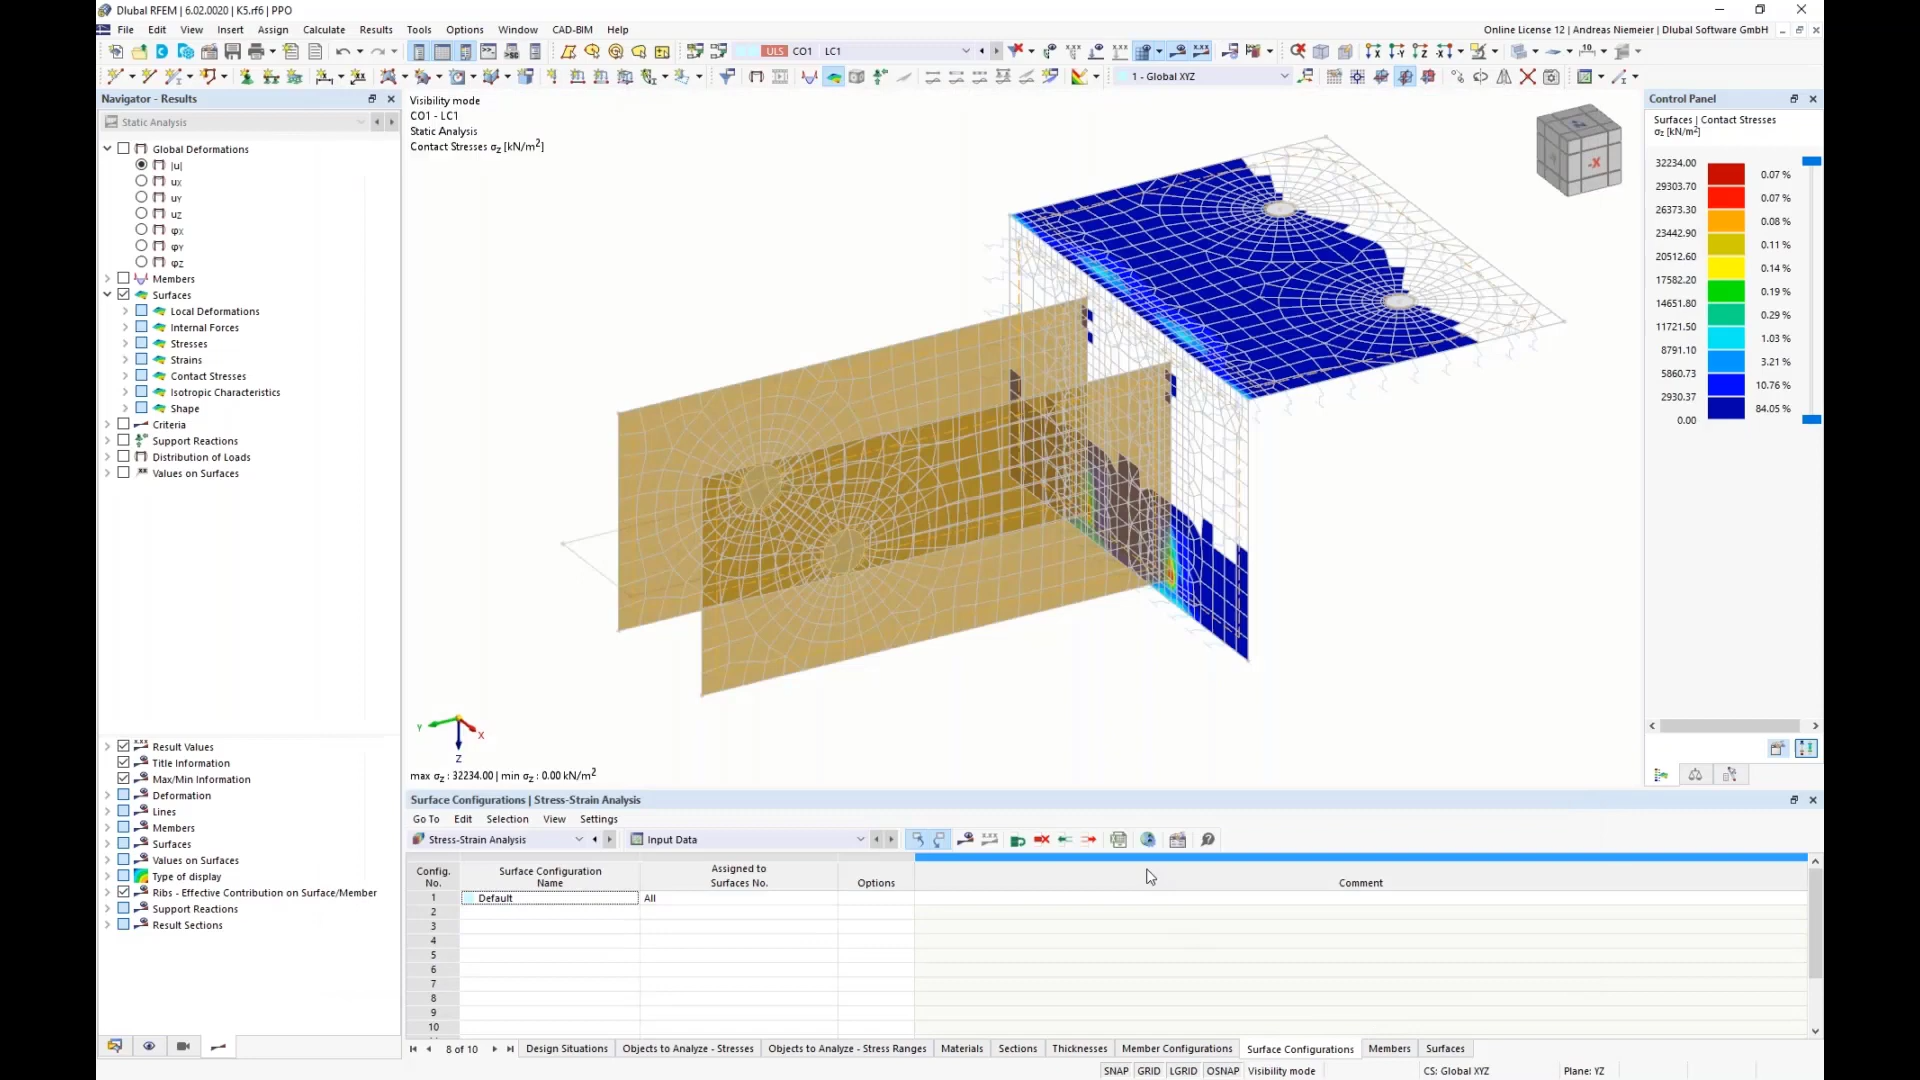 Dlubal RFEM | 6.02.0020 | K5.rf6 | PPO
File Edit View Insert Assign Calculate Results Tools Options Window CAD-BIM Help
Online License 12 | Andreas Niemeier | Dlubal Software GmbH
ULS CO1 LC1
1 - Global XYZ
Navigator - Results
Static Analysis
Global Deformations
|u|
uX
uY
uZ
φX
φY
φZ
Members
Surfaces
Local Deformations
Internal Forces
Stresses
Strains
Contact Stresses
Isotropic Characteristics
Shape
Criteria
Support Reactions
Distribution of Loads
Values on Surfaces
Result Values
Title Information
Max/Min Information
Deformation
Lines
Members
Surfaces
Values on Surfaces
Type of display
Ribs - Effective Contribution on Surface/Member
Support Reactions
Result Sections
Visibility mode
CO1 - LC1
Static Analysis
Contact Stresses σz [kN/m²]
-X
Y X
Z
max σz : 32234.00 | min σz : 0.00 kN/m²
Control Panel
Surfaces | Contact Stresses
σz [kN/m²]
32234.00
0.07 %
29303.70
0.07 %
26373.30
0.08 %
23442.90
0.11 %
20512.60
0.14 %
17582.20
0.19 %
14651.80
0.29 %
11721.50
1.03 %
8791.10
3.21 %
5860.73
10.76 %
2930.37
84.05 %
0.00
Surface Configurations | Stress-Strain Analysis
Go To Edit Selection View Settings
Stress-Strain Analysis Input Data
Config. No. Surface Configuration Name Assigned to Surfaces No. Options Comment
1 Default All
2
3
4
5
6
7
8
9
10
8 of 10 Design Situations Objects to Analyze - Stresses Objects to Analyze - Stress Ranges Materials Sections Thicknesses Member Configurations Surface Configurations Members Surfaces
SNAP GRID LGRID OSNAP Visibility mode CS: Global XYZ Plane: YZ